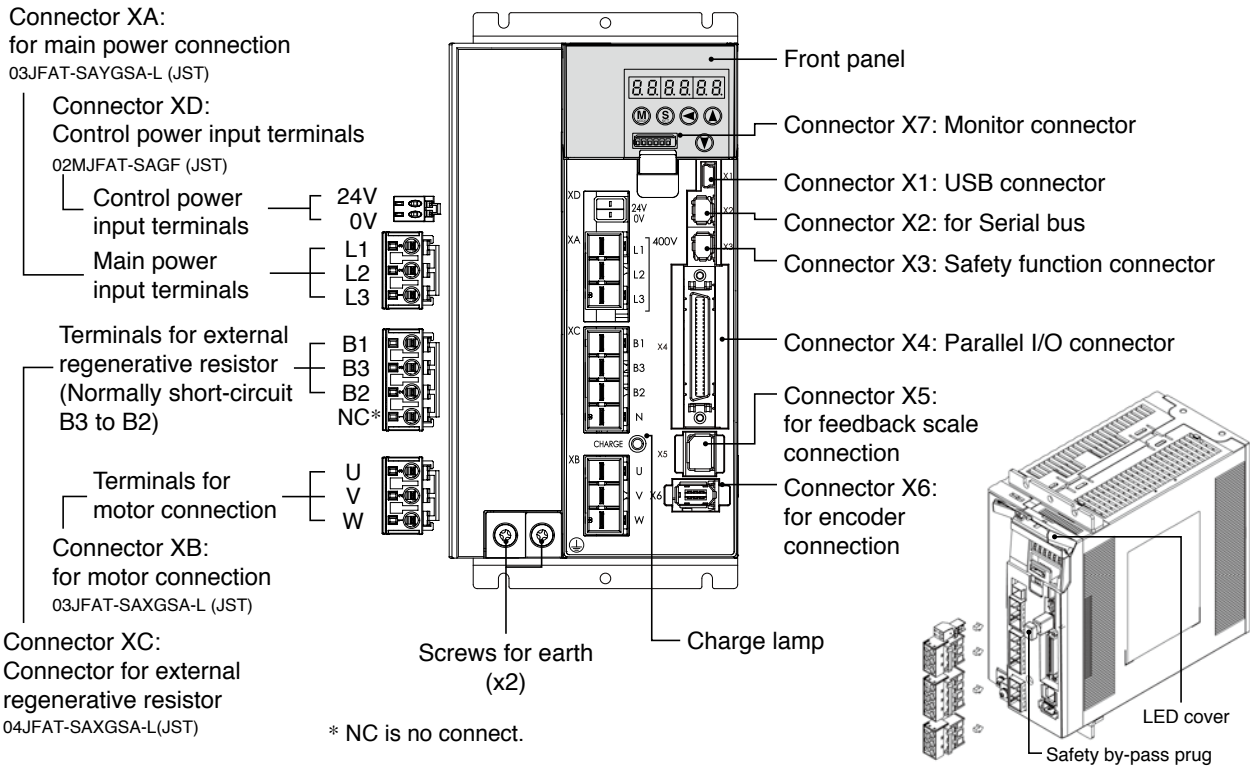 Connector XA:
for main power connection
03JFAT-SAYGSA-L (JST)
Connector XD:
Control power input terminals
02MJFAT-SAGF (JST)
Control power
input terminals
24V
0V
Main power
input terminals
L1
L2
L3
Terminals for external
regenerative resistor
(Normally short-circuit
B3 to B2)
B1
B3
B2
NC*
Terminals for
motor connection
U
V
W
Connector XB:
for motor connection
03JFAT-SAXGSA-L (JST)
Connector XC:
Connector for external
regenerative resistor
04JFAT-SAXGSA-L(JST)
8.8.8.8.8.8.
M
S
X1
X2
X3
XD
24V
0V
XA
400V
L1
L2
L3
XC
B1
B3
B2
N
X4
CHARGE
X5
XB
U
V
W
X6
Front panel
Connector X7: Monitor connector
Connector X1: USB connector
Connector X2: for Serial bus
Connector X3: Safety function connector
Connector X4: Parallel I/O connector
Connector X5:
for feedback scale
connection
Connector X6:
for encoder
connection
Screws for earth
(x2)
Charge lamp
* NC is no connect.
LED cover
Safety by-pass prug